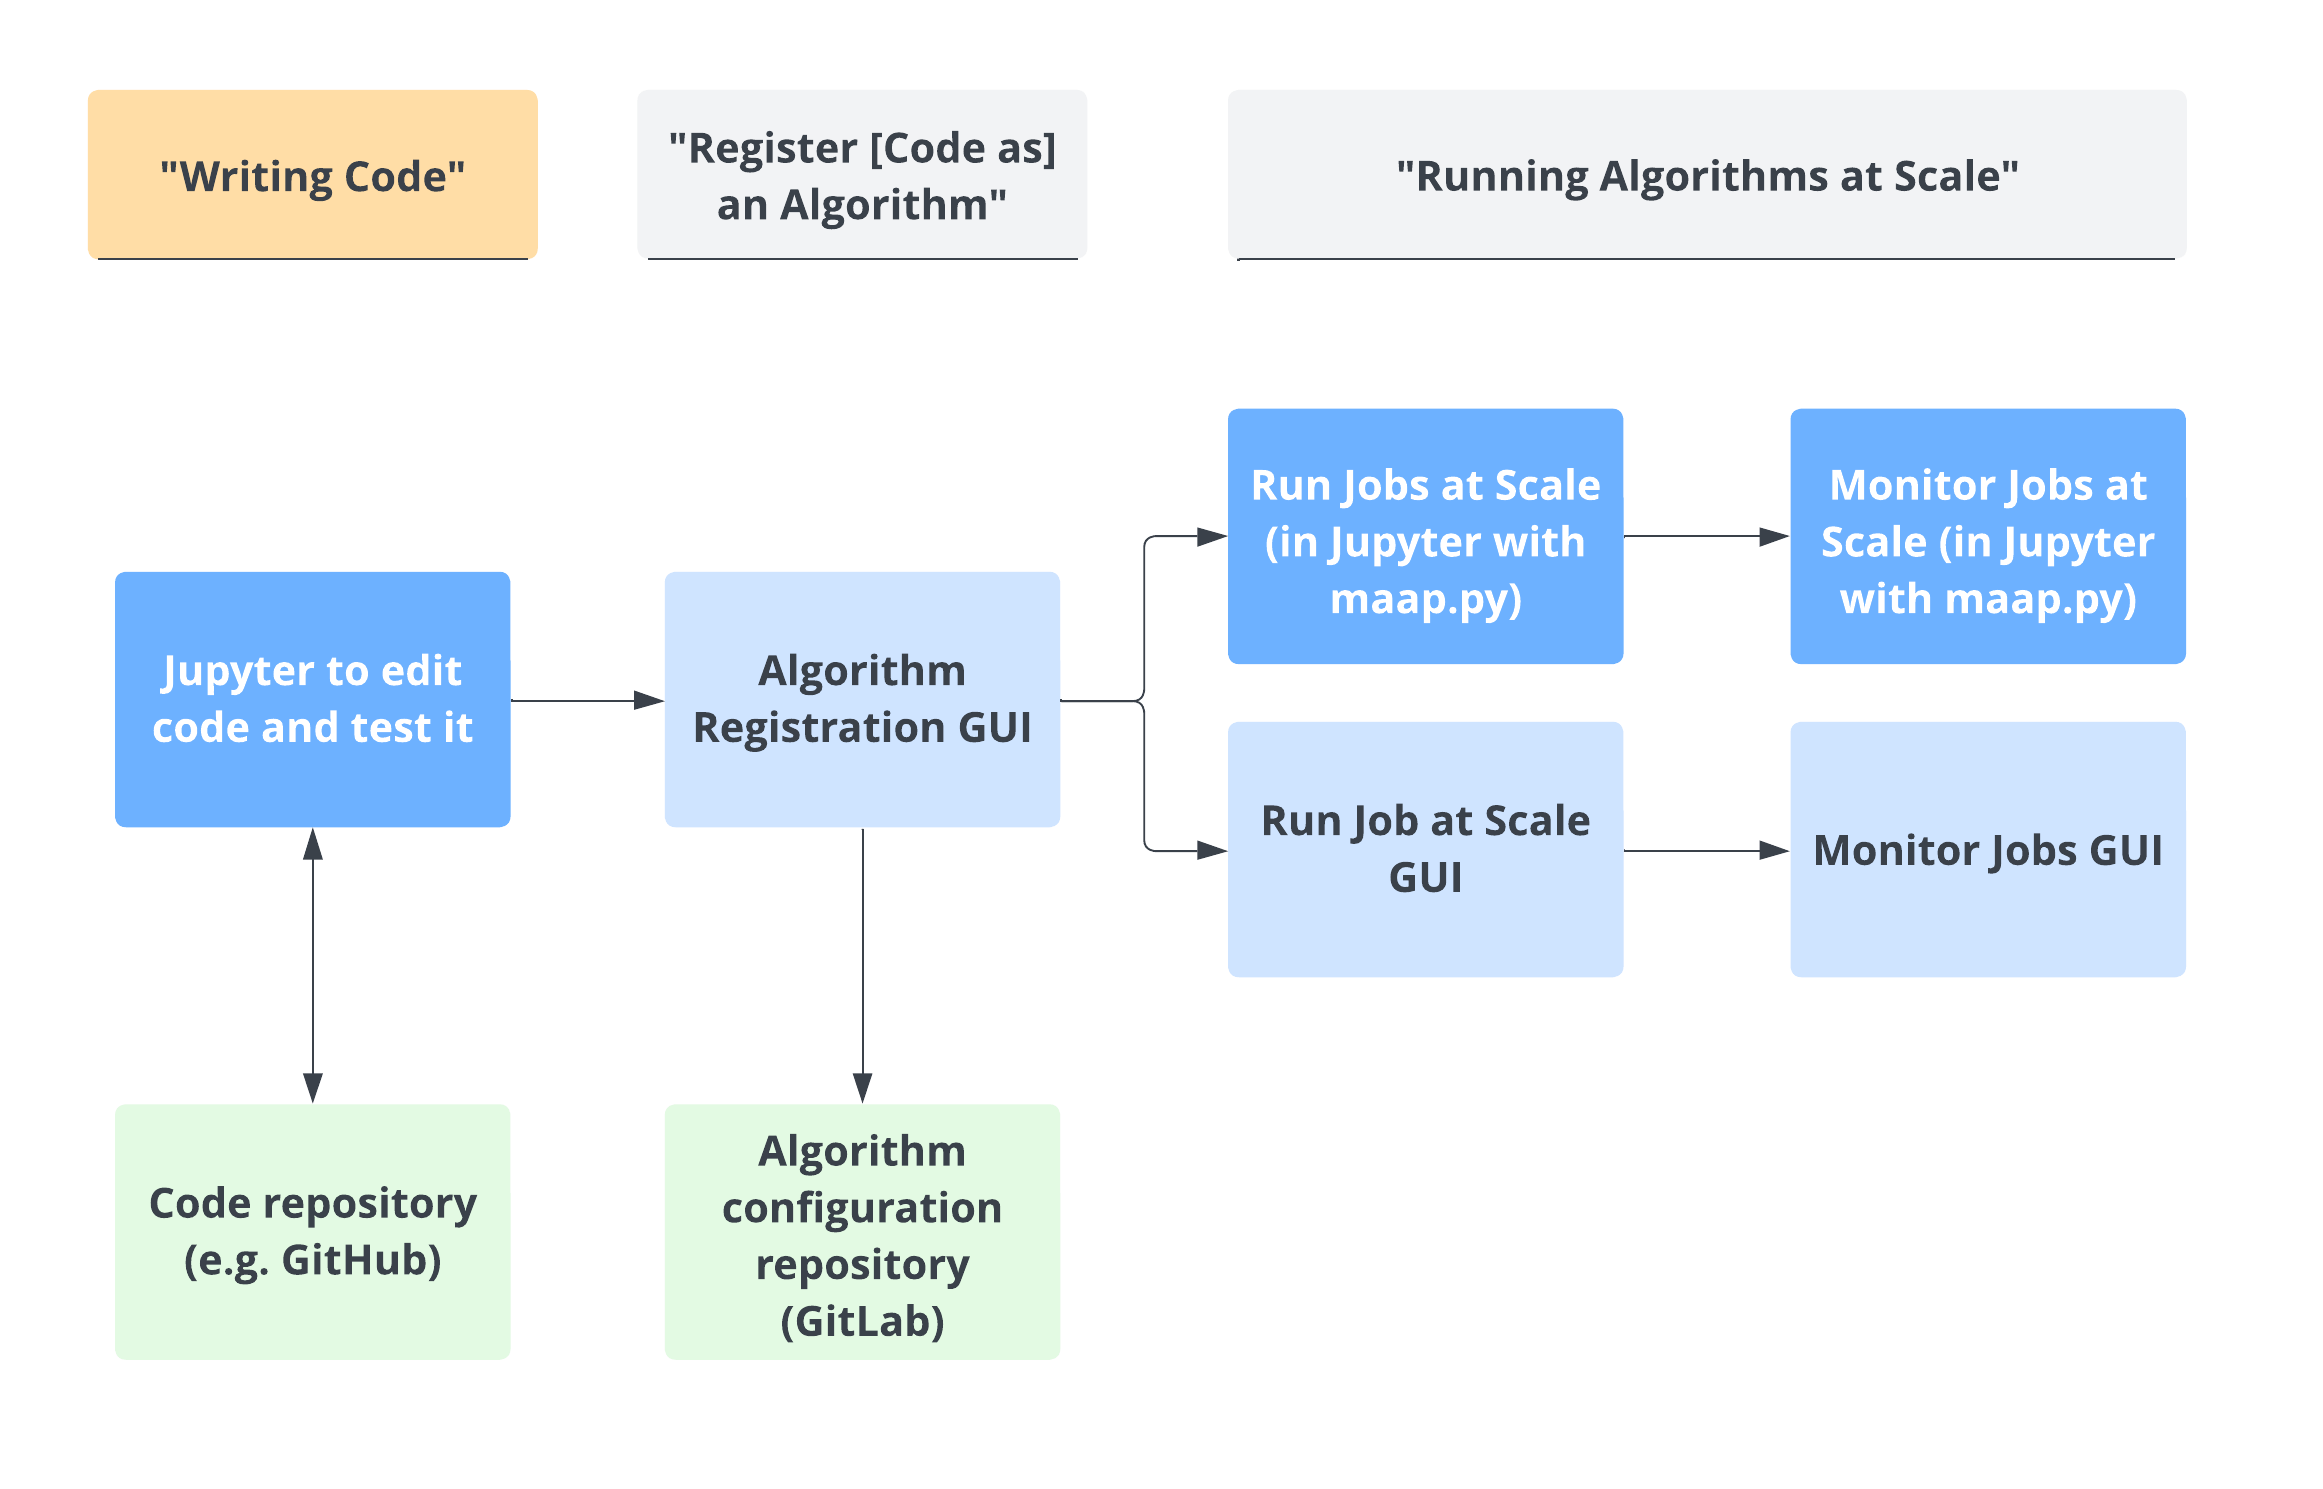 "Writing Code"
"Register [Code as]
an Algorithm"
"Running Algorithms at Scale"
Jupyter to edit
code and test it
Algorithm
Registration GUI
Run Jobs at Scale
(in Jupyter with
maap.py)
Monitor Jobs at
Scale (in Jupyter
with maap.py)
Run Job at Scale
GUI
Monitor Jobs GUI
Code repository
(e.g. GitHub)
Algorithm
configuration
repository
(GitLab)